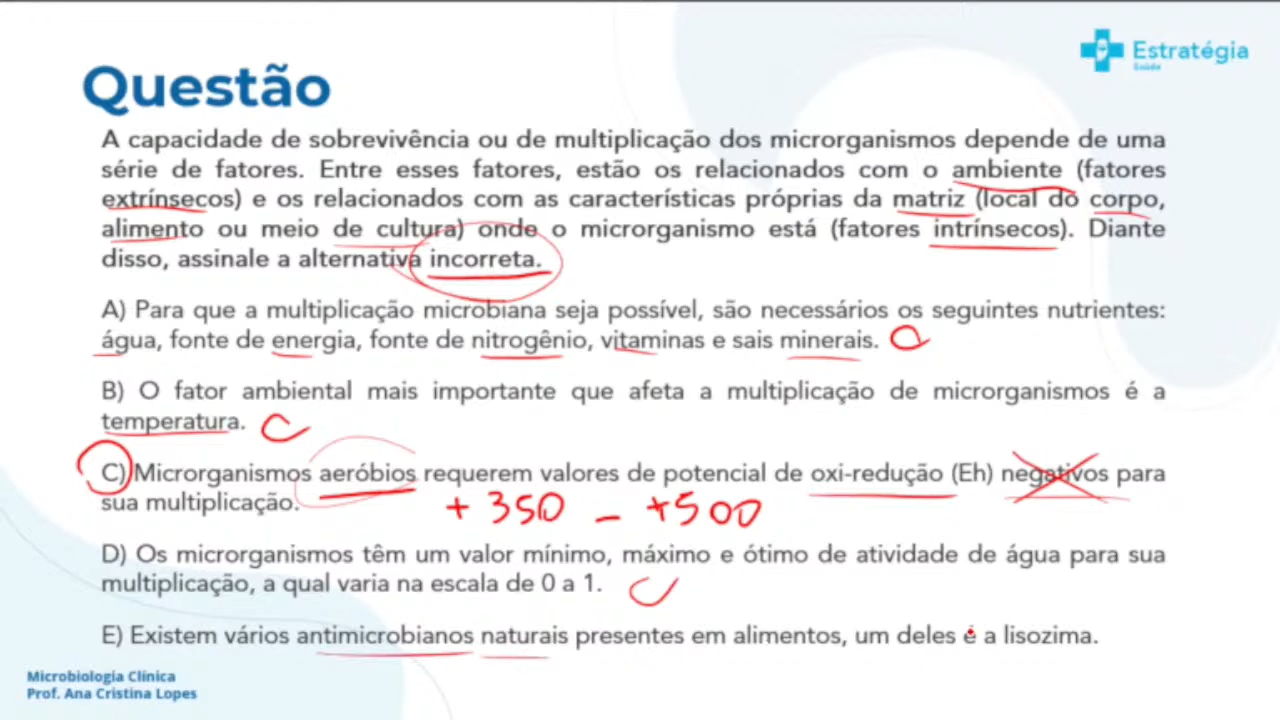 Estratégia
Saúde
Questão
A capacidade de sobrevivência ou de multiplicação dos microrganismos depende de uma
série de fatores. Entre esses fatores, estão os relacionados com o ambiente (fatores
extrínsecos) e os relacionados com as características próprias da matriz (local do corpo,
alimento ou meio de cultura) onde o microrganismo está (fatores intrínsecos). Diante
disso, assinale a alternativa incorreta.
A) Para que a multiplicação microbiana seja possível, são necessários os seguintes nutrientes:
água, fonte de energia, fonte de nitrogênio, vitaminas e sais minerais.
B) O fator ambiental mais importante que afeta a multiplicação de microrganismos é a
temperatura.
C) Microrganismos aeróbios requerem valores de potencial de oxi-redução (Eh) negativos para
sua multiplicação.
+ 350 - +500
D) Os microrganismos têm um valor mínimo, máximo e ótimo de atividade de água para sua
multiplicação, a qual varia na escala de 0 a 1.
E) Existem vários antimicrobianos naturais presentes em alimentos, um deles é a lisozima.
Microbiologia Clínica
Prof. Ana Cristina Lopes